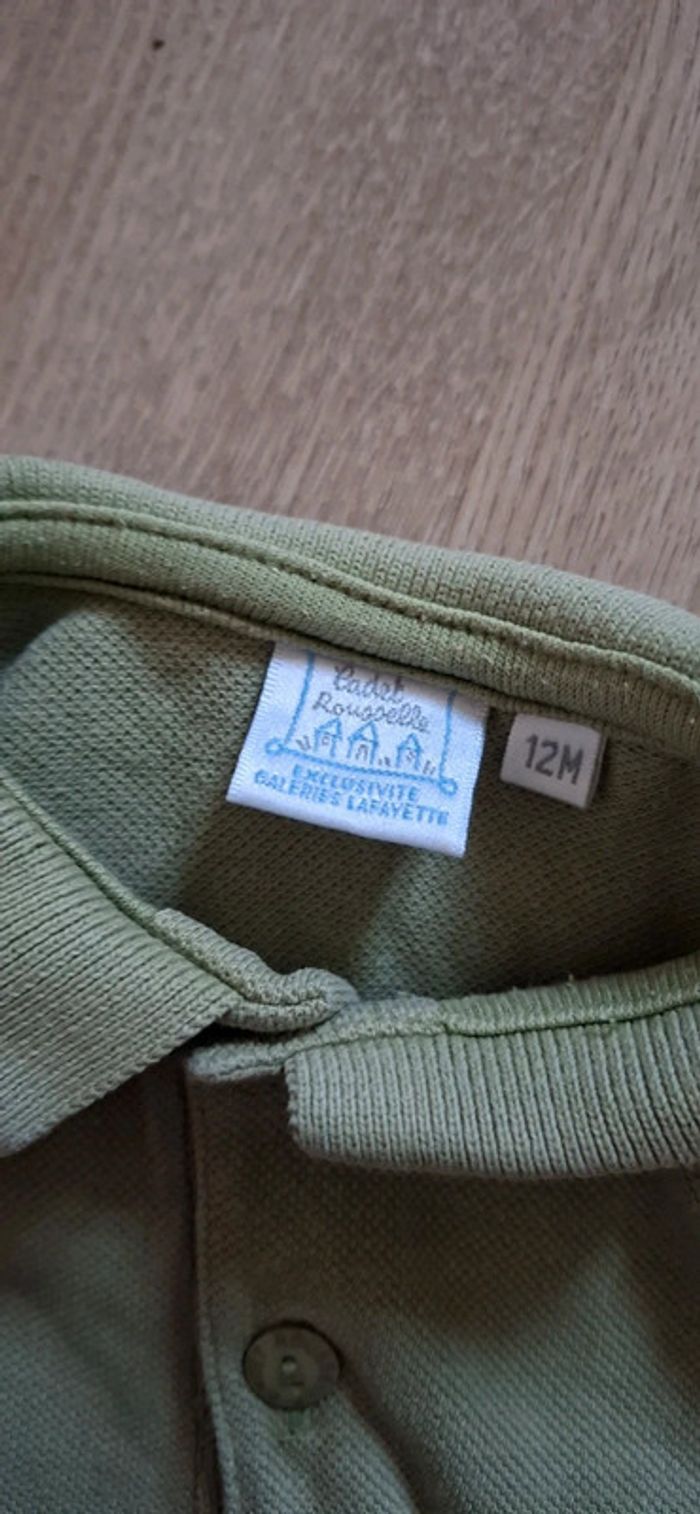 Cadet
Rousselle
EXCLUSIVITE
GALERIES LAFAYETTE
12M